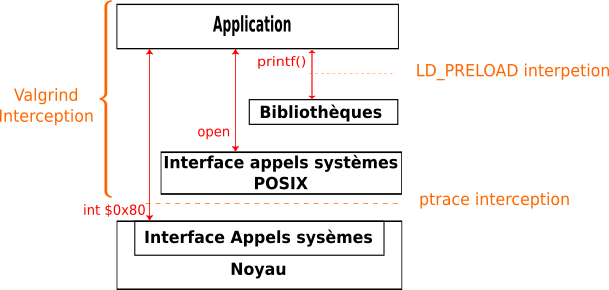 Application
printf()
LD_PRELOAD interpetion
Valgrind
Interception
Bibliothèques
open
Interface appels systèmes
POSIX
ptrace interception
int $0x80
Interface Appels sysèmes
Noyau